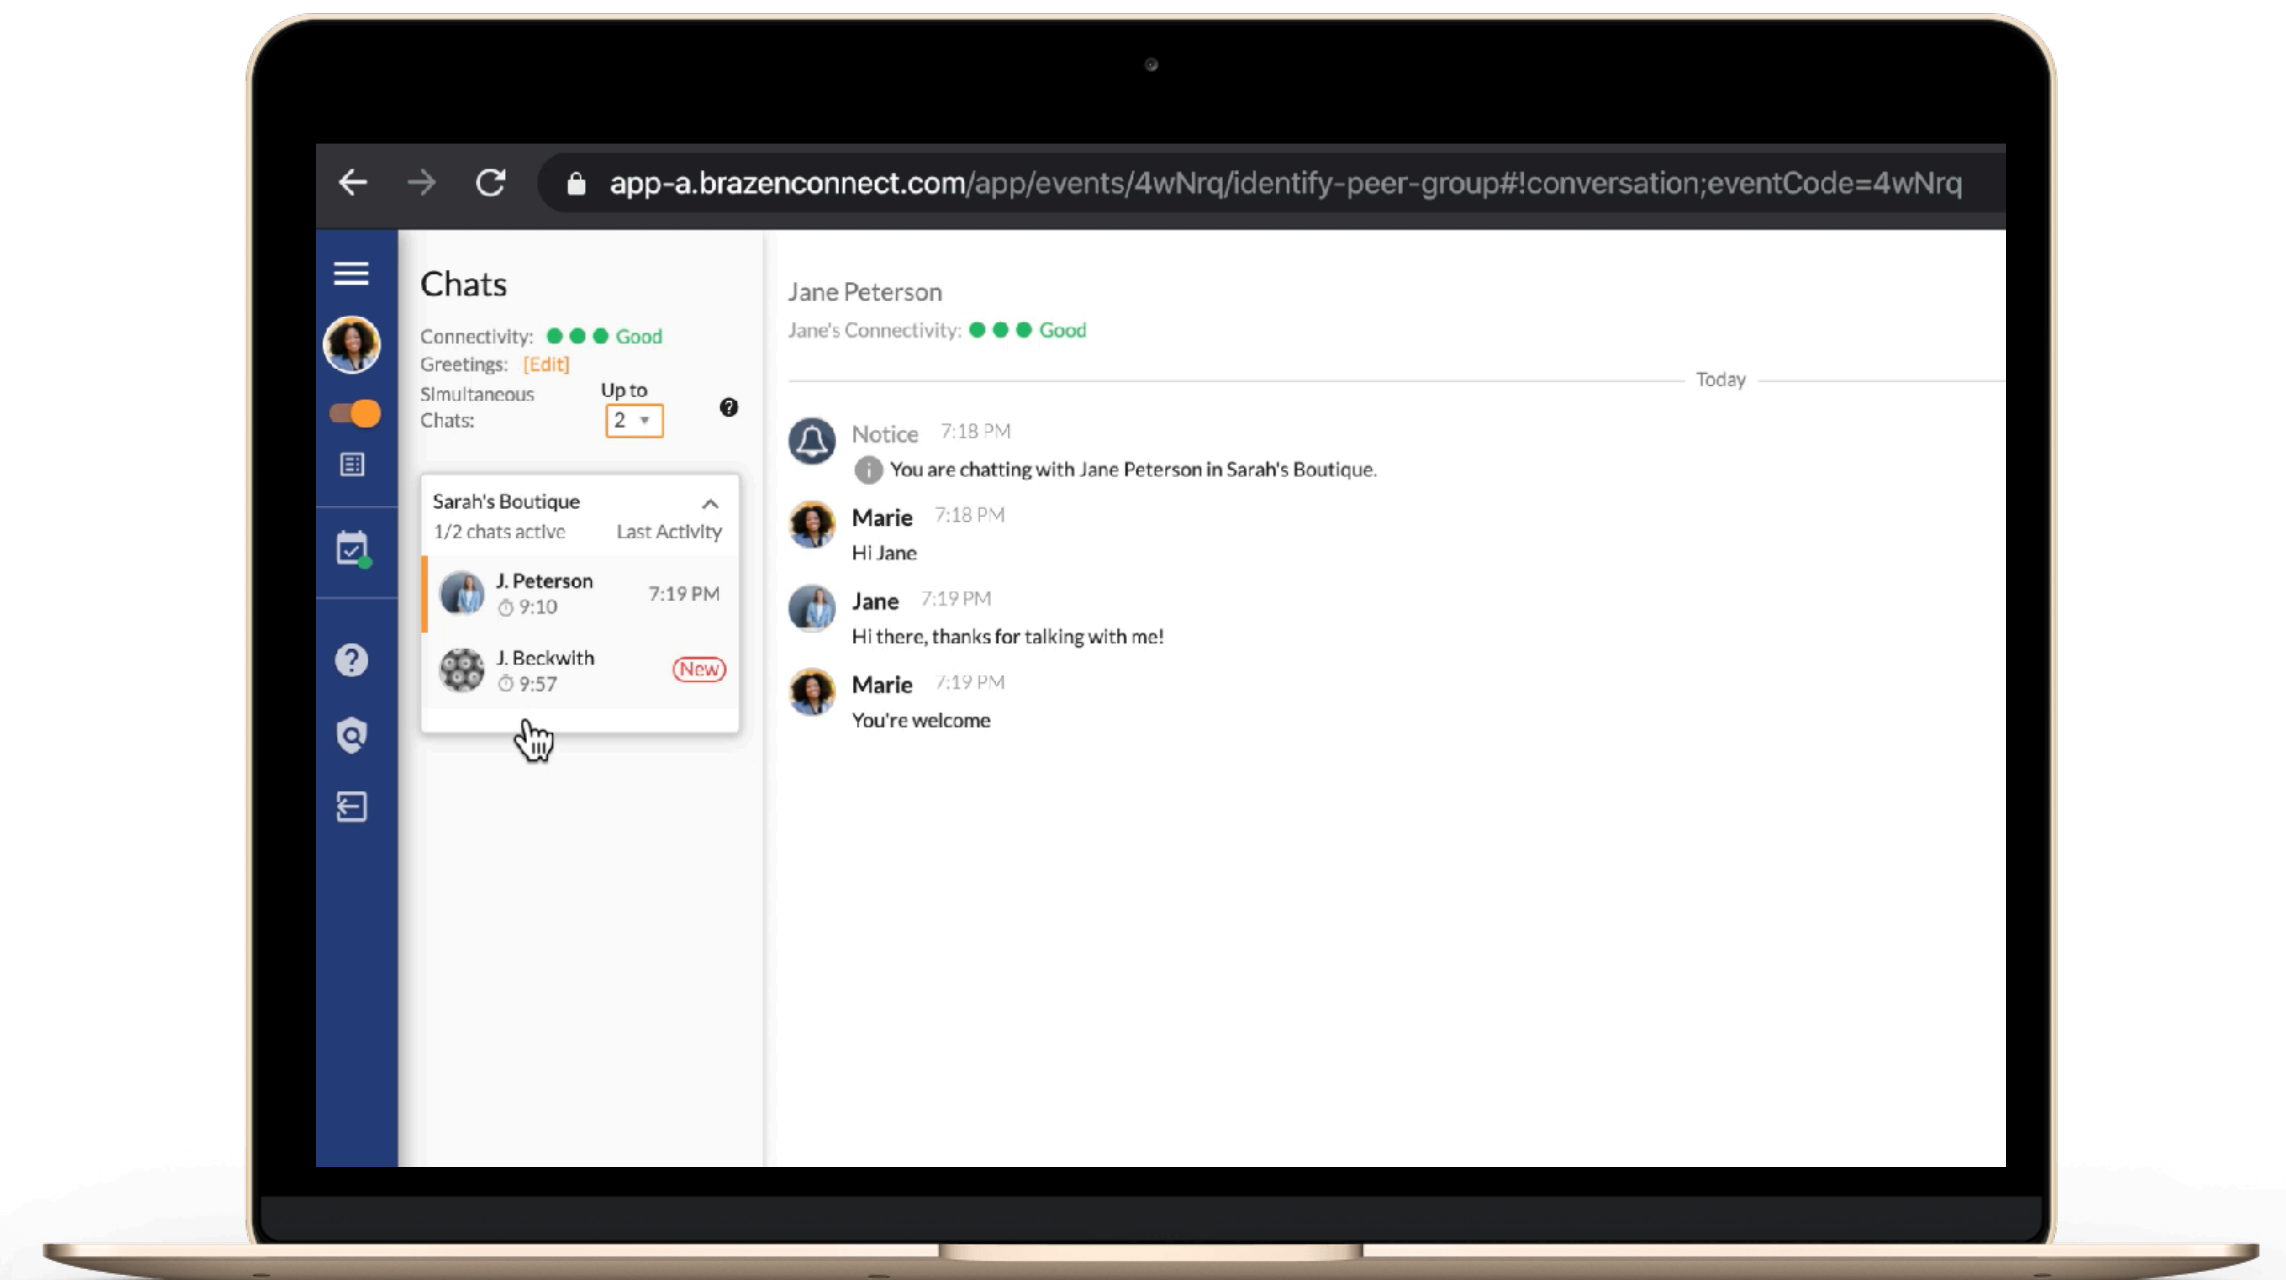 app-a.brazenconnect.com/app/events/4wNrq/identify-peer-group#!conversation;eventCode=4wNrq
Chats
Connectivity: Good
Greetings: [Edit]
Simultaneous Chats: Up to 2
Sarah's Boutique
1/2 chats active Last Activity
J. Peterson
9:10 7:19 PM
J. Beckwith
9:57 New
Jane Peterson
Jane's Connectivity: Good
Today
Notice 7:18 PM
You are chatting with Jane Peterson in Sarah's Boutique.
Marie 7:18 PM
Hi Jane
Jane 7:19 PM
Hi there, thanks for talking with me!
Marie 7:19 PM
You're welcome